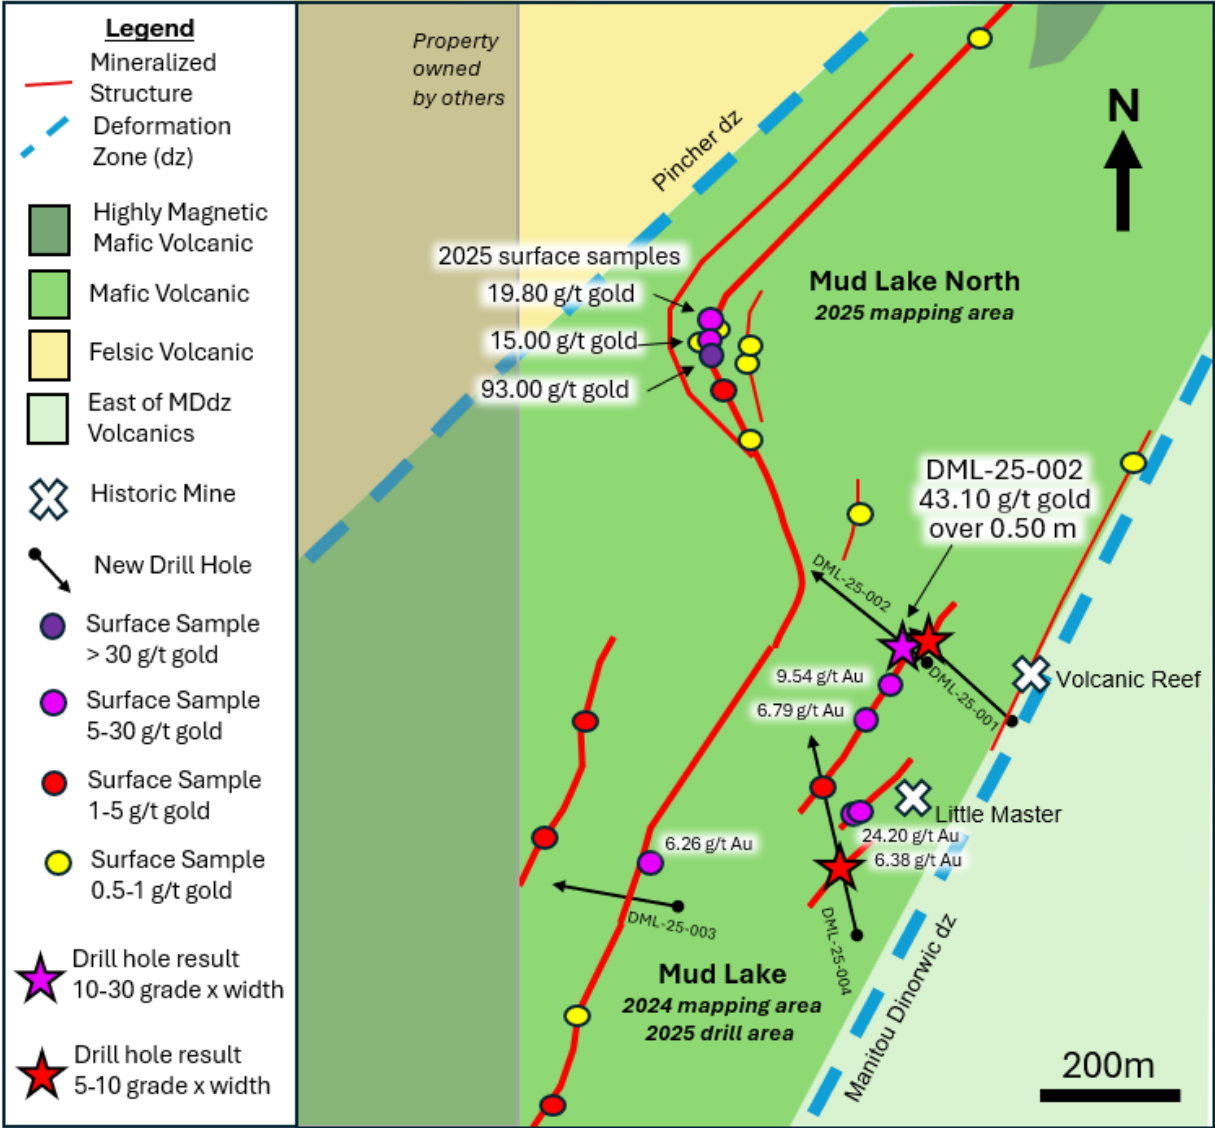 Legend
Mineralized
Structure
Deformation
Zone (dz)
Highly Magnetic
Mafic Volcanic
Mafic Volcanic
Felsic Volcanic
East of MDdz
Volcanics
Historic Mine
New Drill Hole
Surface Sample
> 30 g/t gold
Surface Sample
5-30 g/t gold
Surface Sample
1-5 g/t gold
Surface Sample
0.5-1 g/t gold
Drill hole result
10-30 grade x width
Drill hole result
5-10 grade x width
Property
owned
by others
Pincher dz
N
2025 surface samples
19.80 g/t gold
15.00 g/t gold
93.00 g/t gold
Mud Lake North
2025 mapping area
DML-25-002
43.10 g/t gold
over 0.50 m
DML-25-002
9.54 g/t Au
6.79 g/t Au
DML-25-001
Volcanic Reef
Little Master
24.20 g/t Au
6.38 g/t Au
6.26 g/t Au
DML-25-003
DML-25-004
Mud Lake
2024 mapping area
2025 drill area
Manitou Dinorwic dz
200m